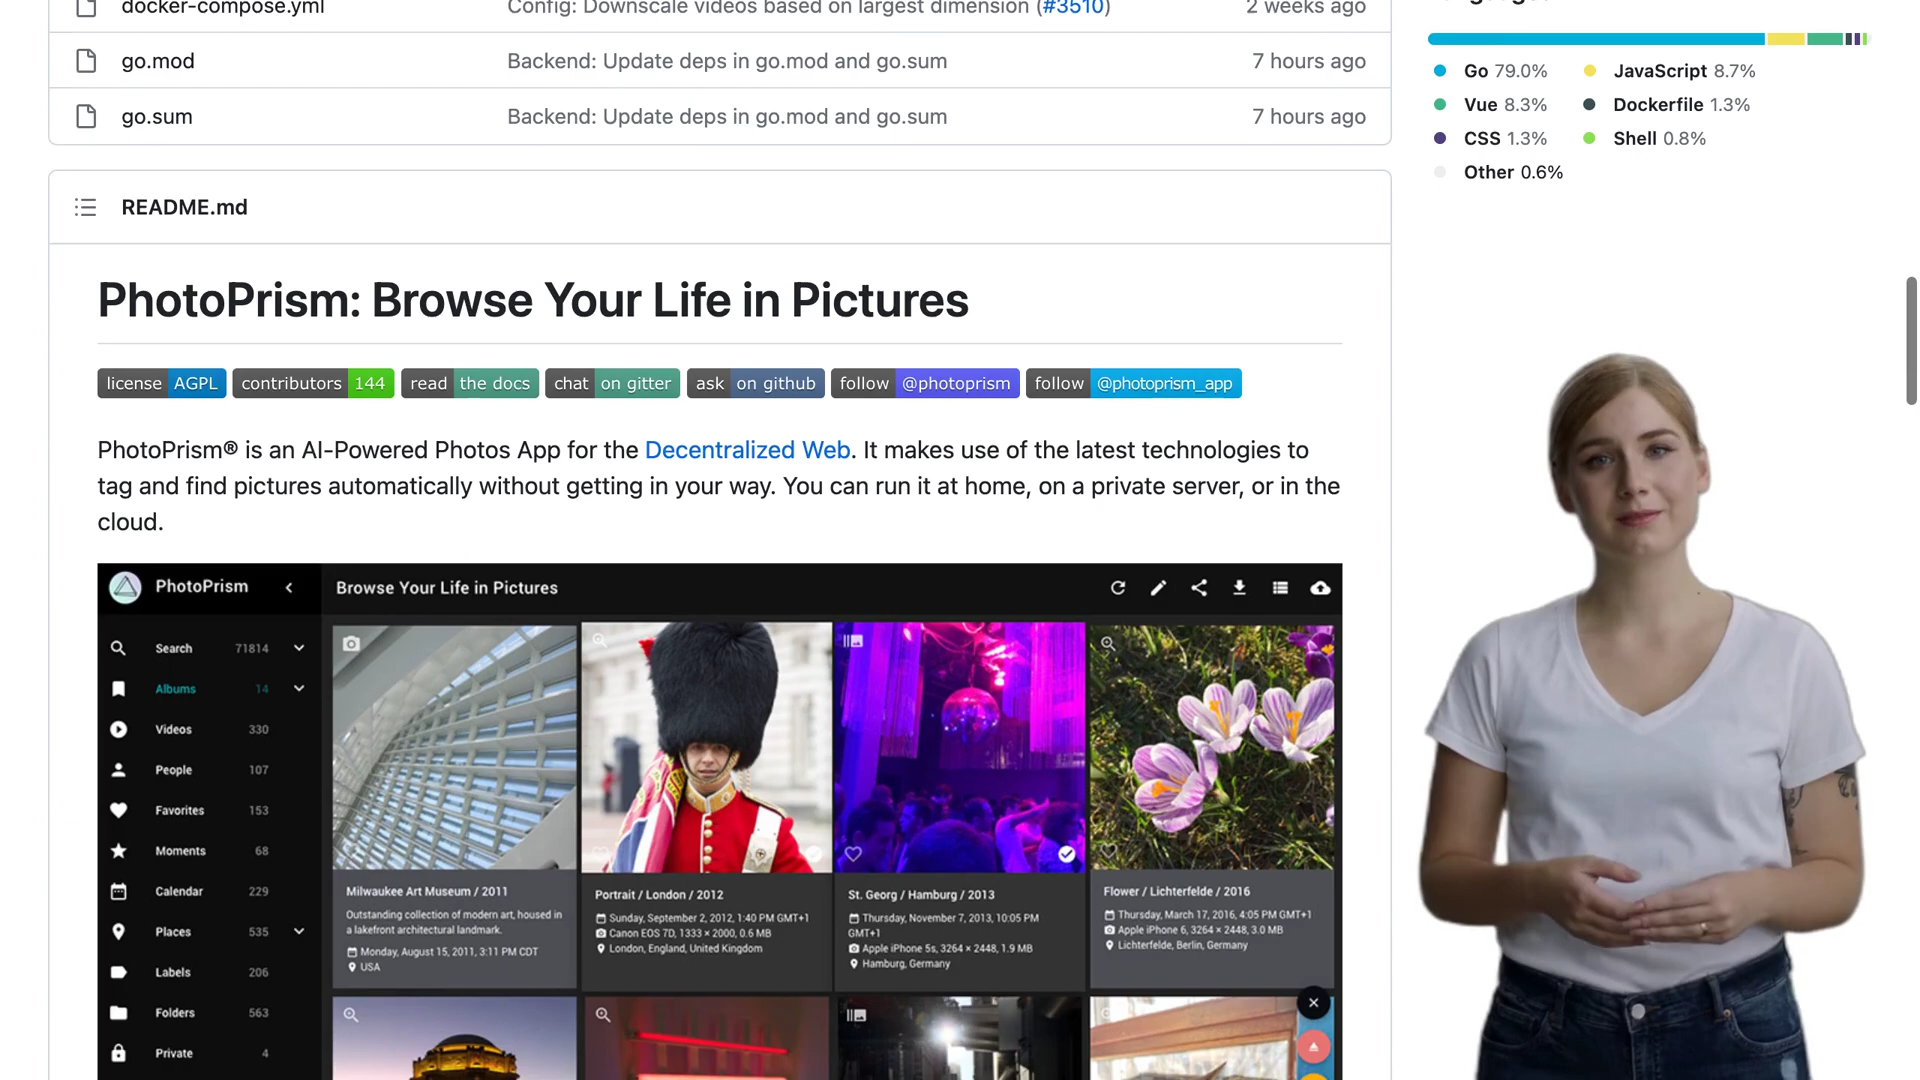 docker-compose.yml Config: Downscale videos based on largest dimension (#3510) 2 weeks ago
go.mod Backend: Update deps in go.mod and go.sum 7 hours ago
go.sum Backend: Update deps in go.mod and go.sum 7 hours ago
Go 79.0% JavaScript 8.7%
Vue 8.3% Dockerfile 1.3%
CSS 1.3% Shell 0.8%
Other 0.6%
README.md
PhotoPrism: Browse Your Life in Pictures
license AGPL contributors 144 read the docs chat on gitter ask on github follow @photoprism follow @photoprism_app
PhotoPrism® is an AI-Powered Photos App for the Decentralized Web. It makes use of the latest technologies to
tag and find pictures automatically without getting in your way. You can run it at home, on a private server, or in the
cloud.
PhotoPrism Browse Your Life in Pictures
Search 71814
Albums 14
Videos 330
People 107
Favorites 153
Moments 68
Calendar 229
Places 535
Labels 206
Folders 563
Private 4
Milwaukee Art Museum / 2011
Outstanding collection of modern art, housed in
a lakefront architectural landmark.
Monday, August 15, 2011, 3:11 PM CDT
USA
Portrait / London / 2012
Sunday, September 2, 2012, 1:40 PM GMT+1
Canon EOS 7D, 1333 × 2000, 0.6 MB
London, England, United Kingdom
St. Georg / Hamburg / 2013
Thursday, November 7, 2013, 10:05 PM
GMT+1
Apple iPhone 5s, 3264 × 2448, 1.9 MB
Hamburg, Germany
Flower / Lichterfelde / 2016
Thursday, March 17, 2016, 4:05 PM GMT+1
Apple iPhone 6, 3264 × 2448, 3.0 MB
Lichterfelde, Berlin, Germany